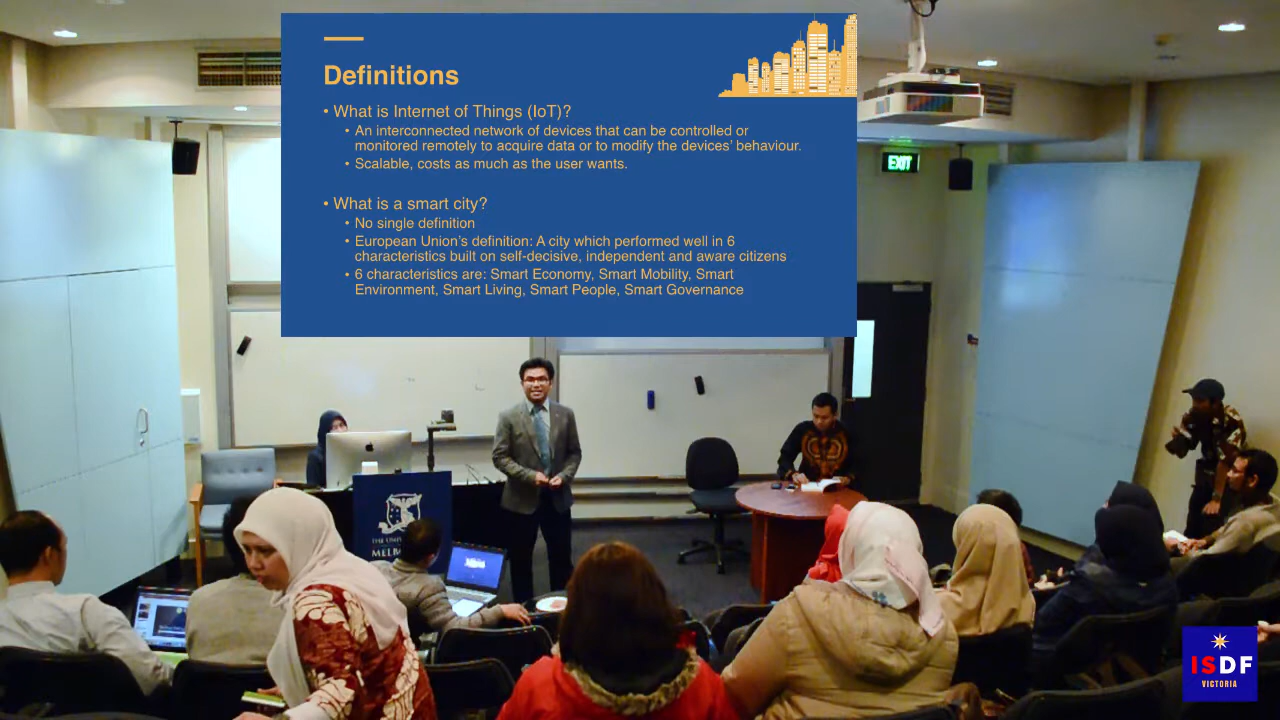 Definitions
• What is Internet of Things (IoT)?
• An interconnected network of devices that can be controlled or
monitored remotely to acquire data or to modify the devices' behaviour.
• Scalable, costs as much as the user wants.
• What is a smart city?
• No single definition
• European Union's definition: A city which performed well in 6
characteristics built on self-decisive, independent and aware citizens
• 6 characteristics are: Smart Economy, Smart Mobility, Smart
Environment, Smart Living, Smart People, Smart Governance
EXIT
ISDF
VICTORIA